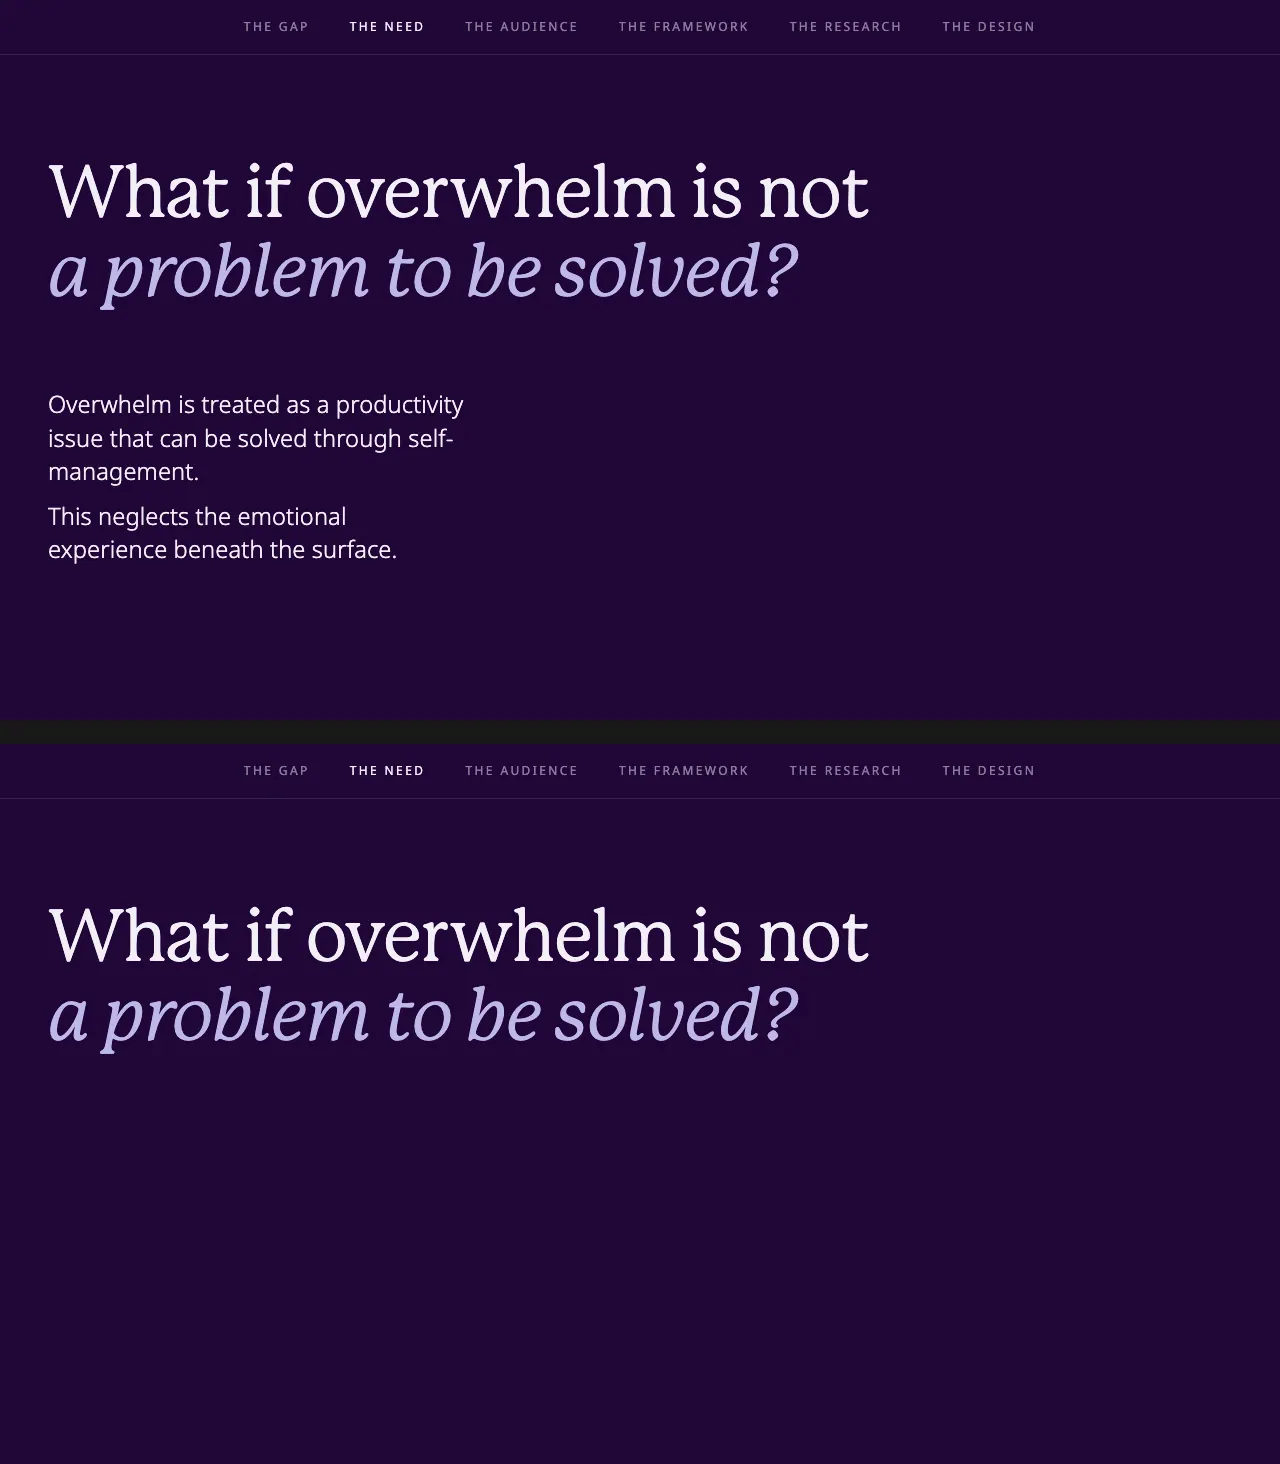 THE GAP THE NEED THE AUDIENCE THE FRAMEWORK THE RESEARCH THE DESIGN
What if overwhelm is not
a problem to be solved?
Overwhelm is treated as a productivity
issue that can be solved through self-
management.
This neglects the emotional
experience beneath the surface.
THE GAP THE NEED THE AUDIENCE THE FRAMEWORK THE RESEARCH THE DESIGN
What if overwhelm is not
a problem to be solved?